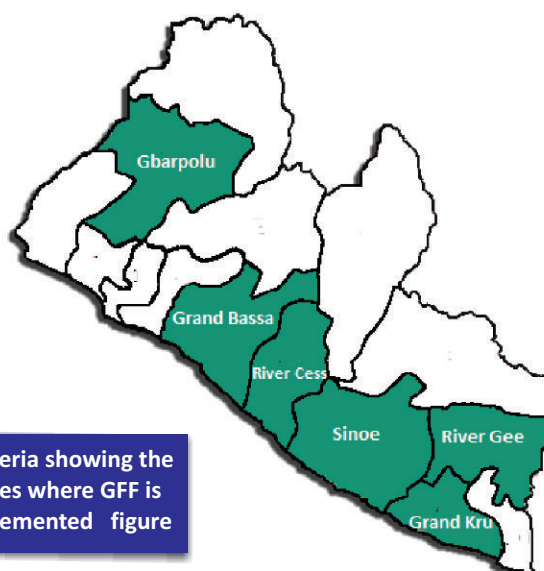 Gbarpolu
Grand Bassa
River Cess
Sinoe
River Gee
Grand Kru
eria showing the
es where GFF is
emented figure